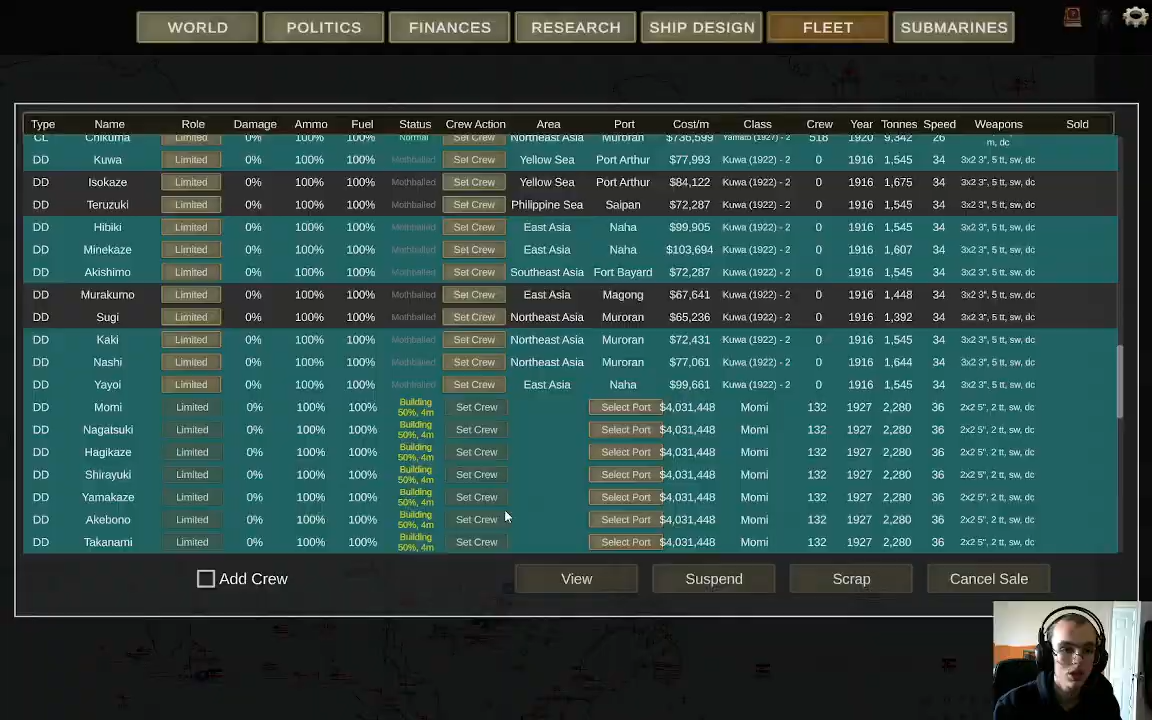 WORLD POLITICS FINANCES RESEARCH SHIP DESIGN FLEET SUBMARINES
Type Name Role Damage Ammo Fuel Status Crew Action Area Port Cost/m Class Crew Year Tonnes Speed Weapons Sold
CL Chikuma Limited 0% 100% 100% Normal Set Crew Northeast Asia Muroran $736,599 Yamato (1927) - 2 518 1920 9,342 26 m, dc
DD Kuwa Limited 0% 100% 100% Mothballed Set Crew Yellow Sea Port Arthur $77,993 Kuwa (1922) - 2 0 1916 1,545 34 3x2 3", 5 tt, sw, dc
DD Isokaze Limited 0% 100% 100% Mothballed Set Crew Yellow Sea Port Arthur $84,122 Kuwa (1922) - 2 0 1916 1,675 34 3x2 3", 5 tt, sw, dc
DD Teruzuki Limited 0% 100% 100% Mothballed Set Crew Philippine Sea Saipan $72,287 Kuwa (1922) - 2 0 1916 1,545 34 3x2 3", 5 tt, sw, dc
DD Hibiki Limited 0% 100% 100% Mothballed Set Crew East Asia Naha $99,905 Kuwa (1922) - 2 0 1916 1,545 34 3x2 3", 5 tt, sw, dc
DD Minekaze Limited 0% 100% 100% Mothballed Set Crew East Asia Naha $103,694 Kuwa (1922) - 2 0 1916 1,607 34 3x2 3", 5 tt, sw, dc
DD Akishimo Limited 0% 100% 100% Mothballed Set Crew Southeast Asia Fort Bayard $72,287 Kuwa (1922) - 2 0 1916 1,545 34 3x2 3", 5 tt, sw, dc
DD Murakumo Limited 0% 100% 100% Mothballed Set Crew East Asia Magong $67,641 Kuwa (1922) - 2 0 1916 1,448 34 3x2 3", 5 tt, sw, dc
DD Sugi Limited 0% 100% 100% Mothballed Set Crew Northeast Asia Muroran $65,236 Kuwa (1922) - 2 0 1916 1,392 34 3x2 3", 5 tt, sw, dc
DD Kaki Limited 0% 100% 100% Mothballed Set Crew Northeast Asia Muroran $72,431 Kuwa (1922) - 2 0 1916 1,545 34 3x2 3", 5 tt, sw, dc
DD Nashi Limited 0% 100% 100% Mothballed Set Crew Northeast Asia Muroran $77,061 Kuwa (1922) - 2 0 1916 1,644 34 3x2 3", 5 tt, sw, dc
DD Yayoi Limited 0% 100% 100% Mothballed Set Crew East Asia Naha $99,661 Kuwa (1922) - 2 0 1916 1,545 34 3x2 3", 5 tt, sw, dc
DD Momi Limited 0% 100% 100% Building 50%, 4m Set Crew Select Port $4,031,448 Momi 132 1927 2,280 36 2x2 5", 2 tt, sw, dc
DD Nagatsuki Limited 0% 100% 100% Building 50%, 4m Set Crew Select Port $4,031,448 Momi 132 1927 2,280 36 2x2 5", 2 tt, sw, dc
DD Hagikaze Limited 0% 100% 100% Building 50%, 4m Set Crew Select Port $4,031,448 Momi 132 1927 2,280 36 2x2 5", 2 tt, sw, dc
DD Shirayuki Limited 0% 100% 100% Building 50%, 4m Set Crew Select Port $4,031,448 Momi 132 1927 2,280 36 2x2 5", 2 tt, sw, dc
DD Yamakaze Limited 0% 100% 100% Building 50%, 4m Set Crew Select Port $4,031,448 Momi 132 1927 2,280 36 2x2 5", 2 tt, sw, dc
DD Akebono Limited 0% 100% 100% Building 50%, 4m Set Crew Select Port $4,031,448 Momi 132 1927 2,280 36 2x2 5", 2 tt, sw, dc
DD Takanami Limited 0% 100% 100% Building 50%, 4m Set Crew Select Port $4,031,448 Momi 132 1927 2,280 36 2x2 5", 2 tt, sw, dc
Add Crew View Suspend Scrap Cancel Sale